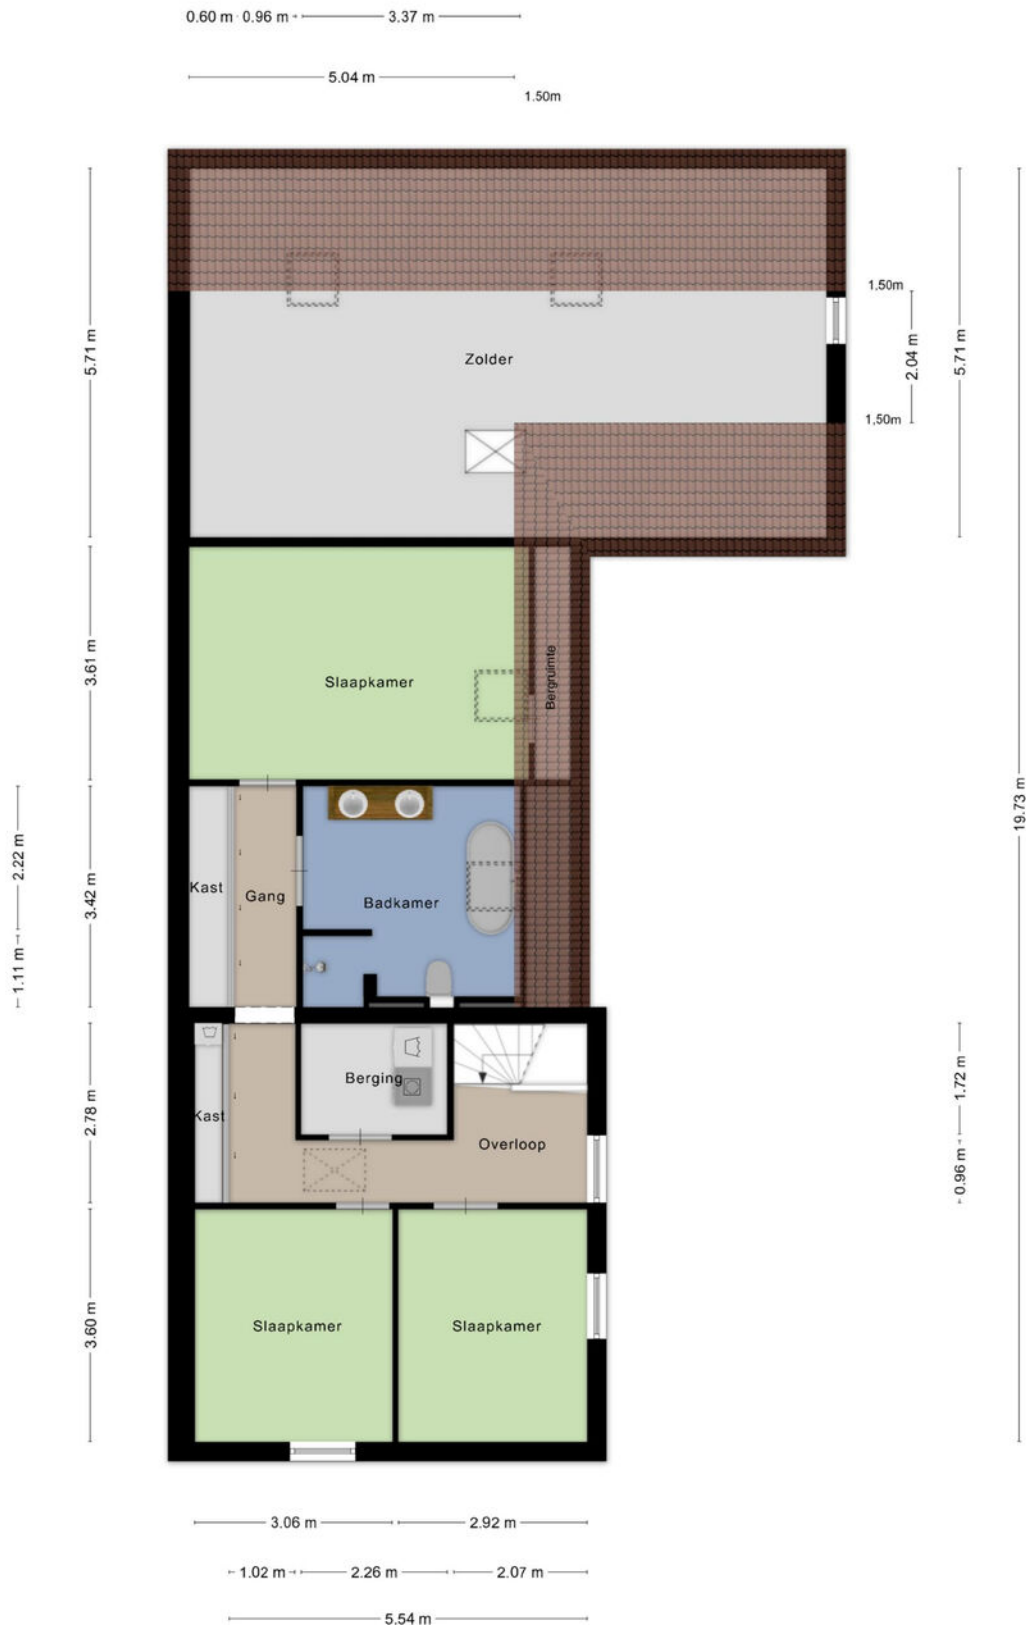 0.60 m 0.96 m 3.37 m
5.04 m
1.50m
5.71 m
1.50m
2.04 m
5.71 m
Zolder
1,50m
3.61 m
Slaapkamer
Bergruimte
19.73 m
2.22 m
3.42 m
Kast
Gang
Badkamer
1.11 m
2.78 m
Kast
Berging
Overloop
1.72 m
0.96 m
3.60 m
Slaapkamer
Slaapkamer
3.06 m
2.92 m
1.02 m
2.26 m
2.07 m
5.54 m